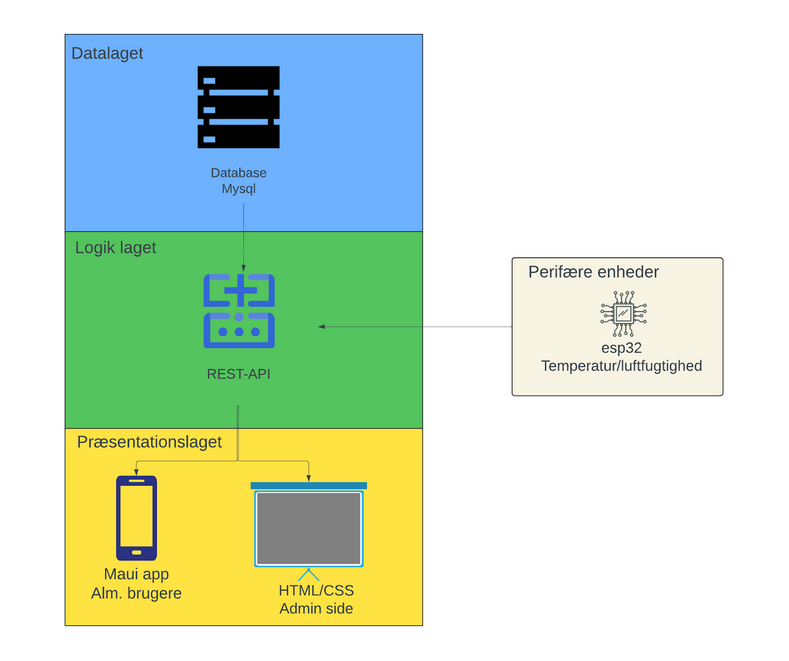 Datalaget
Database
Mysql
Logik laget
REST-API
Perifære enheder
esp32
Temperatur/luftfugtighed
Præsentationslaget
Maui app
Alm. brugere
HTML/CSS
Admin side